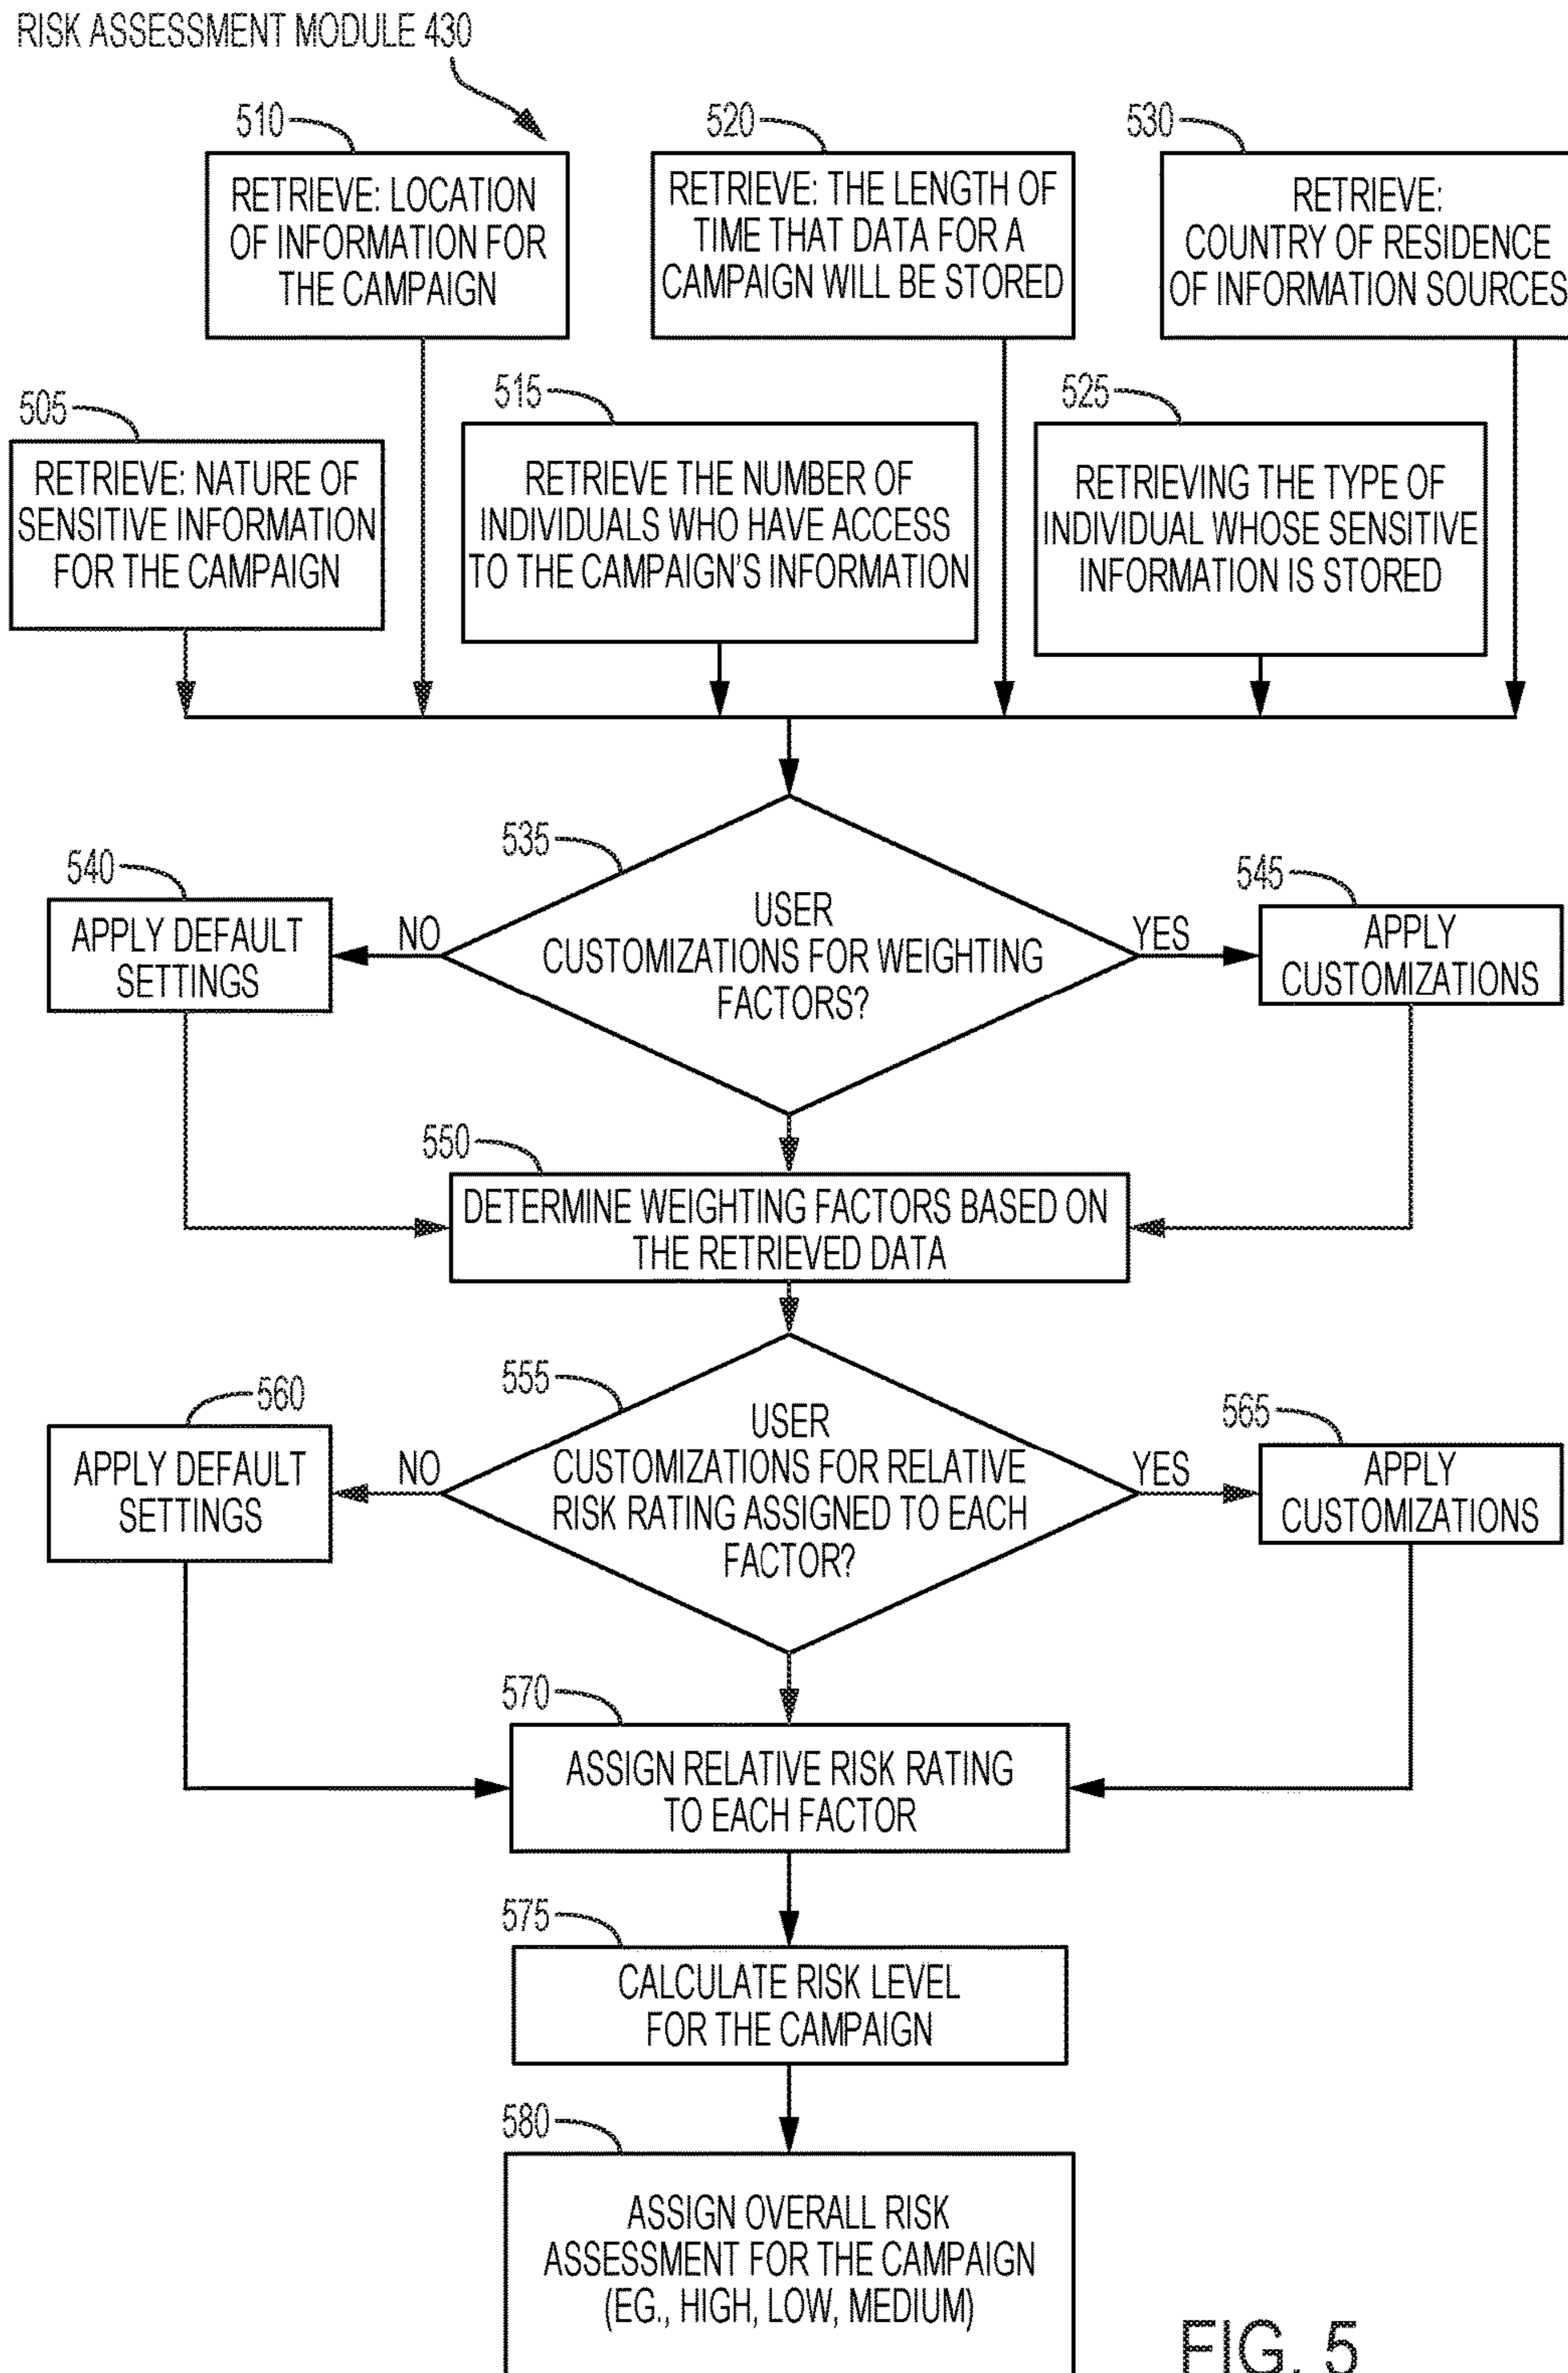 RISK ASSESSMENT MODULE 430
510
RETRIEVE: LOCATION
OF INFORMATION FOR
THE CAMPAIGN
520
RETRIEVE: THE LENGTH OF
TIME THAT DATA FOR A
CAMPAIGN WILL BE STORED
530
RETRIEVE:
COUNTRY OF RESIDENCE
OF INFORMATION SOURCES
505
RETRIEVE: NATURE OF
SENSITIVE INFORMATION
FOR THE CAMPAIGN
515
RETRIEVE THE NUMBER OF
INDIVIDUALS WHO HAVE ACCESS
TO THE CAMPAIGN'S INFORMATION
525
RETRIEVING THE TYPE OF
INDIVIDUAL WHOSE SENSITIVE
INFORMATION IS STORED
535
USER
CUSTOMIZATIONS FOR WEIGHTING
FACTORS?
NO
540
APPLY DEFAULT
SETTINGS
YES
545
APPLY
CUSTOMIZATIONS
550
DETERMINE WEIGHTING FACTORS BASED ON
THE RETRIEVED DATA
555
USER
CUSTOMIZATIONS FOR RELATIVE
RISK RATING ASSIGNED TO EACH
FACTOR?
NO
560
APPLY DEFAULT
SETTINGS
YES
565
APPLY
CUSTOMIZATIONS
570
ASSIGN RELATIVE RISK RATING
TO EACH FACTOR
575
CALCULATE RISK LEVEL
FOR THE CAMPAIGN
580
ASSIGN OVERALL RISK
ASSESSMENT FOR THE CAMPAIGN
(EG., HIGH, LOW, MEDIUM)
FIG. 5